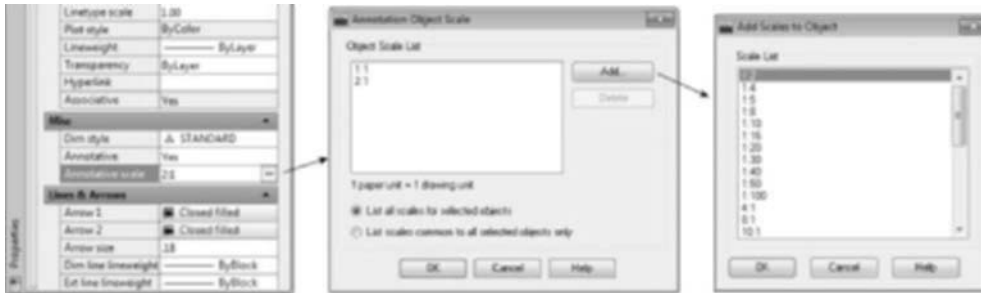 Linetype scale 1.00
Plot style ByColor
Lineweight ByLayer
Transparency ByLayer
Hyperlink
Associative Yes
Misc
Dim style STANDARD
Annotative Yes
Annotative scale 2:1
Lines & Arrows
Arrow 1 Closed filled
Arrow 2 Closed filled
Arrow size .18
Dim line lineweight ByBlock
Ext line lineweight ByBlock
Properties
Annotation Object Scale
Object Scale List
1:1
2:1
Add...
Delete
1 paper unit = 1 drawing unit
List all scales for selected objects
List scales common to all selected objects only
OK Cancel Help
Add Scales to Object
Scale List
1:2
1:4
1:5
1:8
1:10
1:16
1:20
1:30
1:40
1:50
1:100
4:1
8:1
10:1
OK Cancel Help